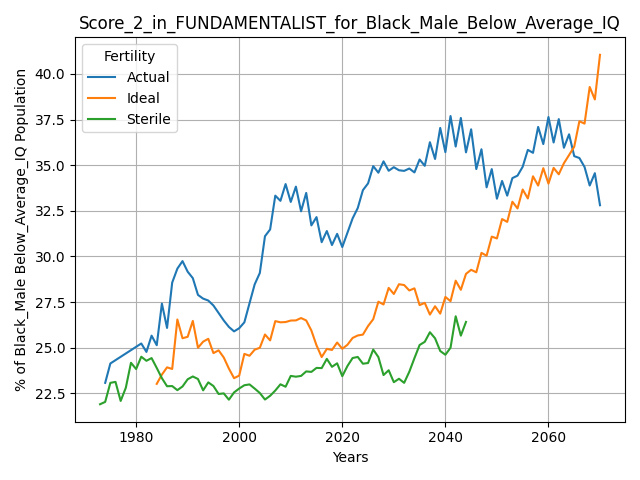 Score_2_in_FUNDAMENTALIST_for_Black_Male_Below_Average_IQ
Fertility
Actual
Ideal
Sterile
40.0
37.5
35.0
32.5
30.0
27.5
25.0
22.5
% of Black_Male Below_Average_IQ Population
1980
2000
2020
2040
2060
Years